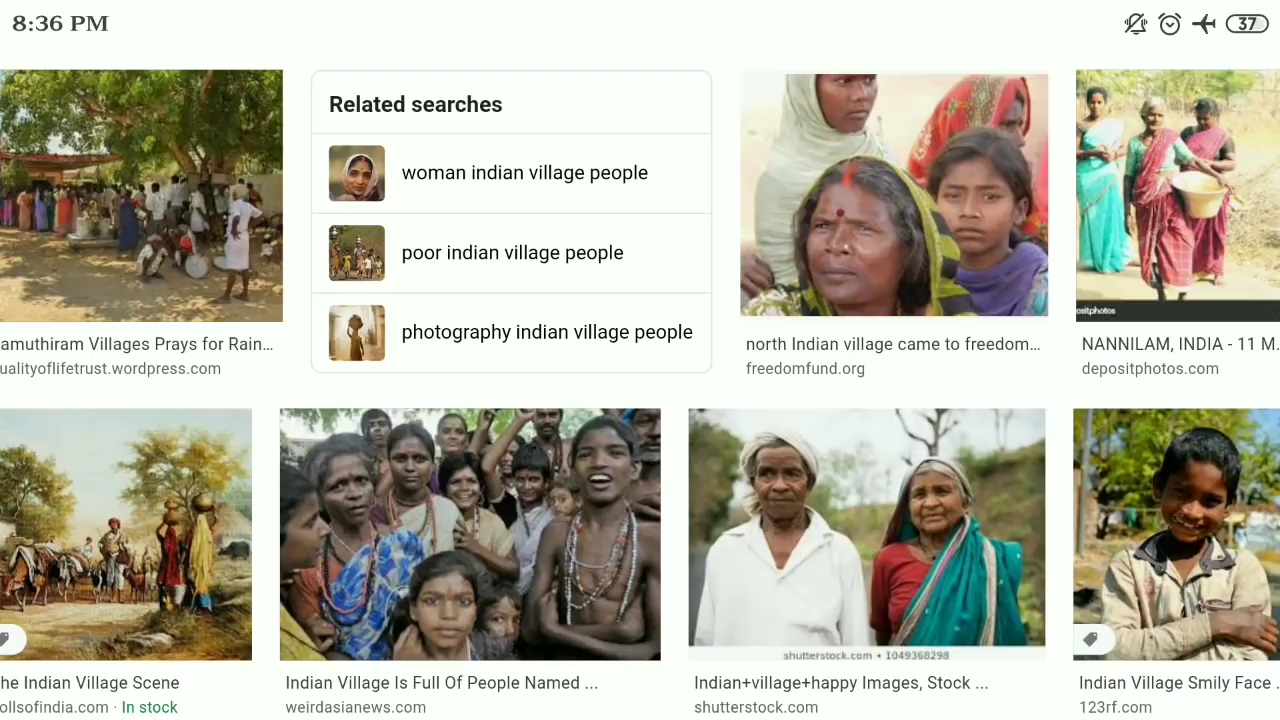 8:36 PM
37
Related searches
woman indian village people
poor indian village people
photography indian village people
amuthiram Villages Prays for Rain...
ualityoflifetrust.wordpress.com
north Indian village came to freedom...
freedomfund.org
ositphotos
NANNILAM, INDIA - 11 M.
depositphotos.com
he Indian Village Scene
ollsofindia.com · In stock
Indian Village Is Full Of People Named ...
weirdasianews.com
shutterstock.com • 1049368298
Indian+village+happy Images, Stock ...
shutterstock.com
Indian Village Smily Face .
123rf.com